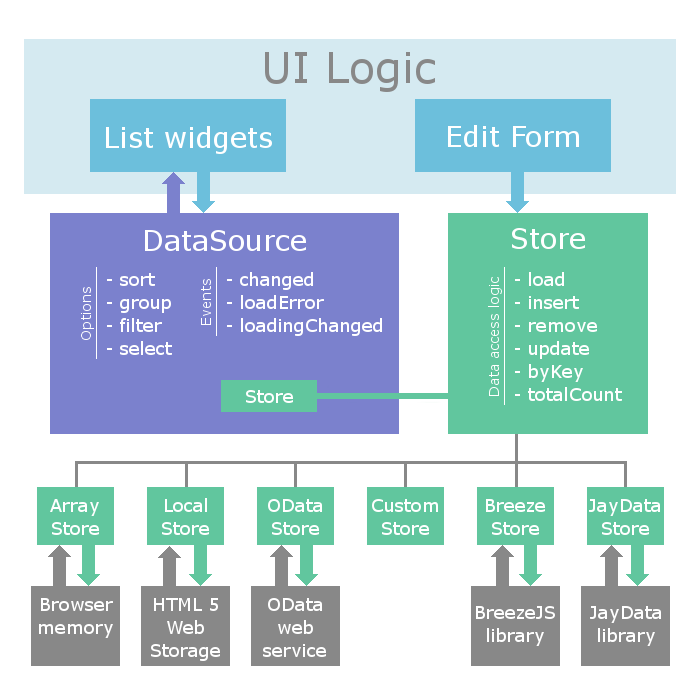 UI Logic
List widgets
Edit Form
DataSource
Options
- sort
- group
- filter
- select
Events
- changed
- loadError
- loadingChanged
Store
Store
Data access logic
- load
- insert
- remove
- update
- byKey
- totalCount
Array
Store
Local
Store
OData
Store
Custom
Store
Breeze
Store
JayData
Store
Browser
memory
HTML 5
Web
Storage
OData
web
service
BreezeJS
library
JayData
library